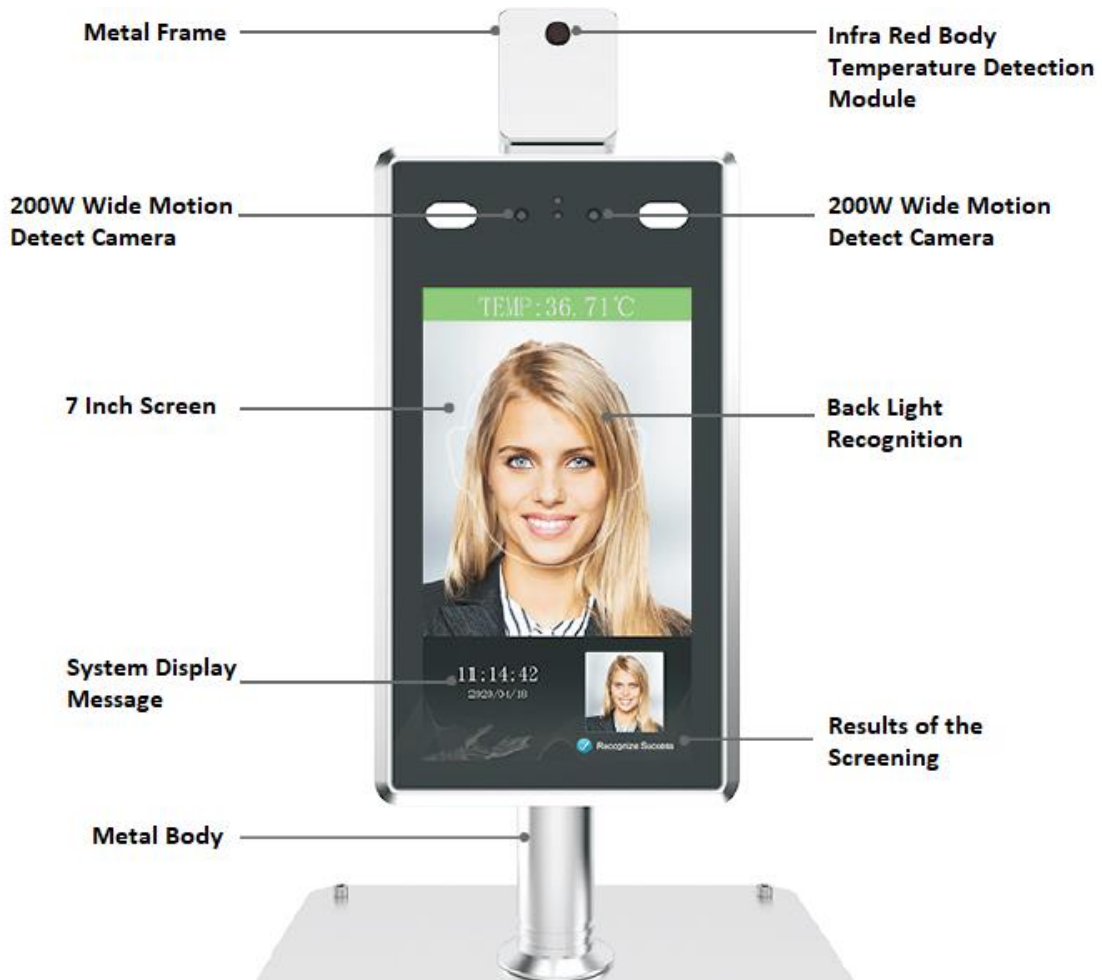 Metal Frame
Infra Red Body
Temperature Detection
Module
200W Wide Motion
Detect Camera
200W Wide Motion
Detect Camera
TEMP:36.71℃
7 Inch Screen
Back Light
Recognition
System Display
Message
11:14:42
2020/04/18
Recognize Success
Results of the
Screening
Metal Body